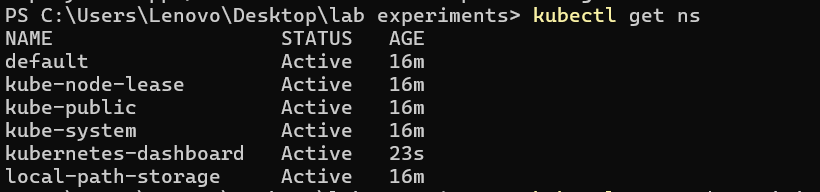 PS C:\Users\Lenovo\Desktop\lab experiments> kubectl get ns
NAME STATUS AGE
default Active 16m
kube-node-lease Active 16m
kube-public Active 16m
kube-system Active 16m
kubernetes-dashboard Active 23s
local-path-storage Active 16m